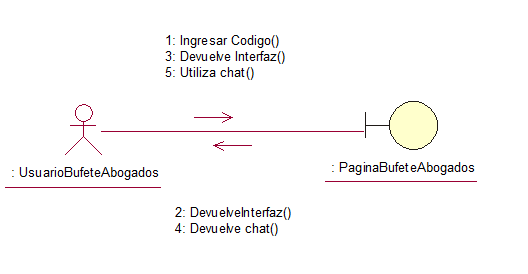 1: Ingresar Codigo()
3: Devuelve Interfaz()
5: Utiliza chat()
: UsuarioBufeteAbogados
: PaginaBufeteAbogados
2: DevuelveInterfaz()
4: Devuelve chat()